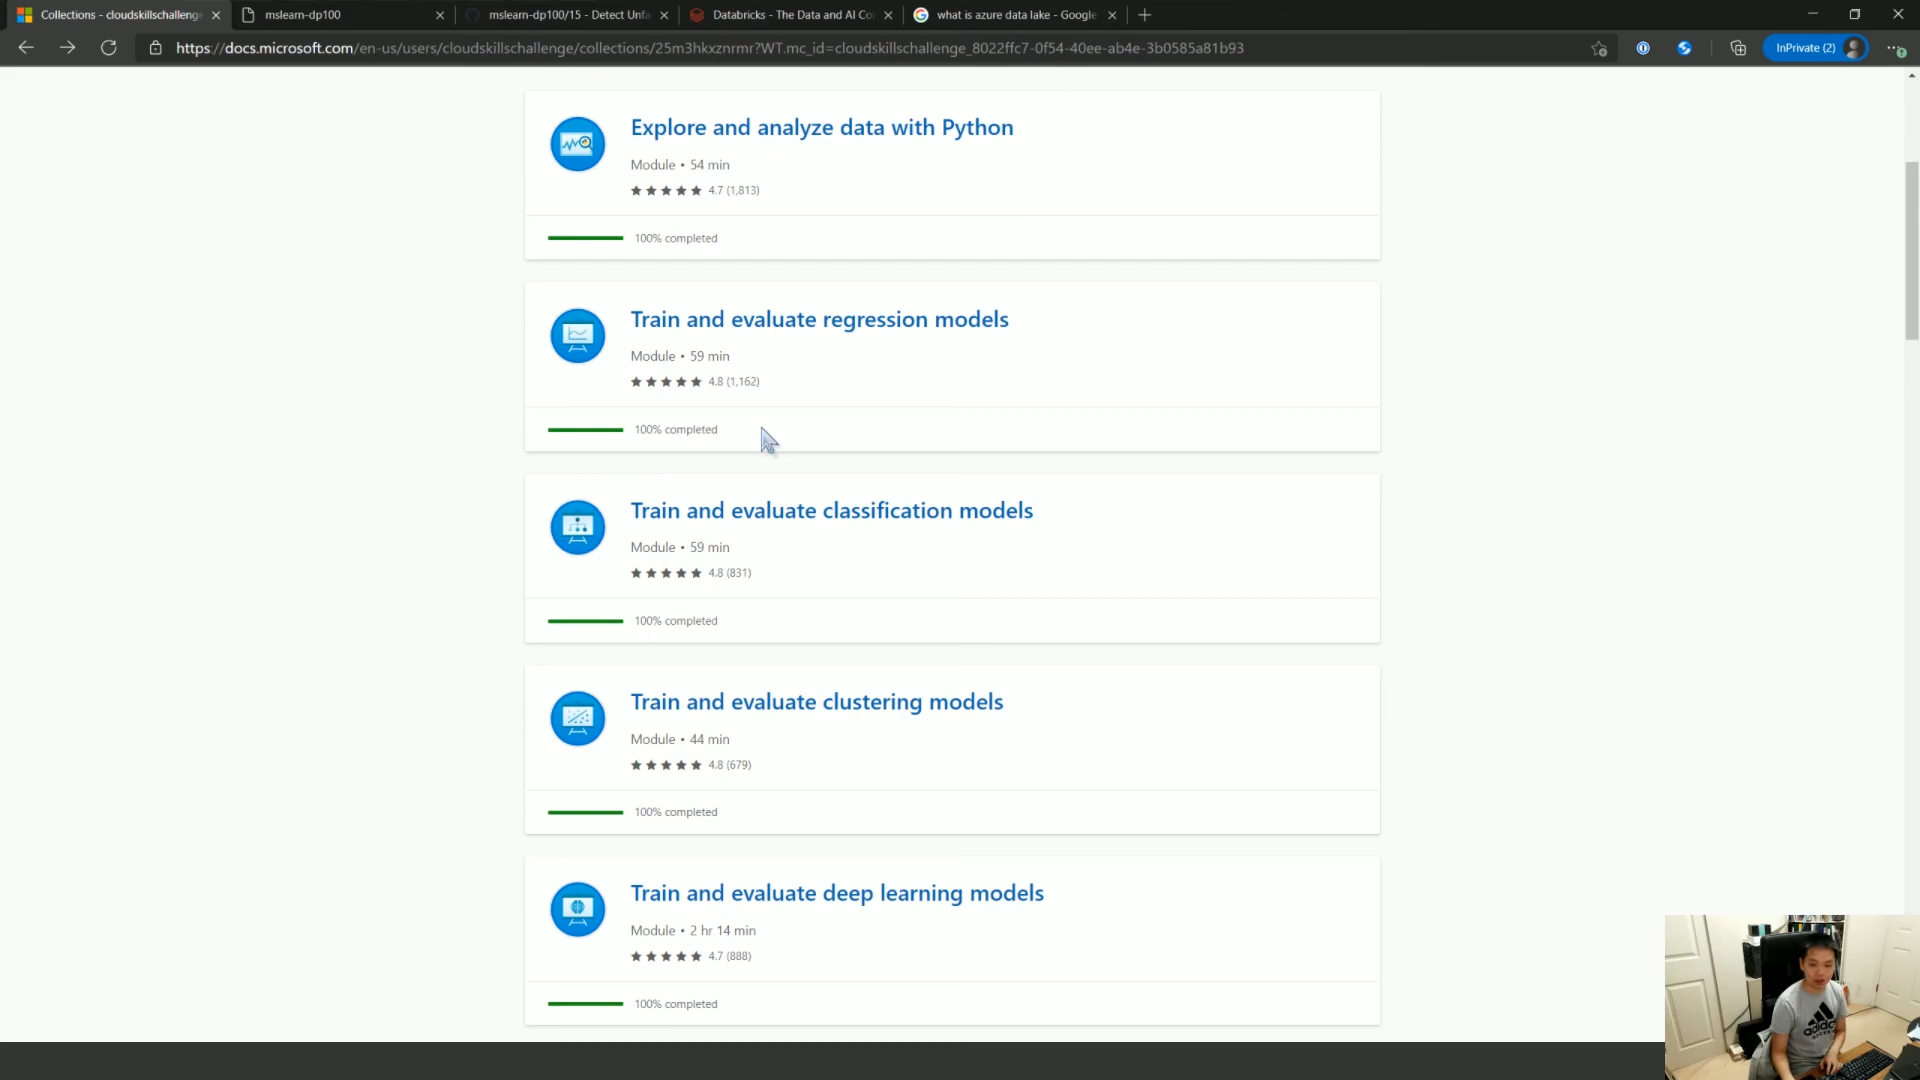 Collections - cloudskillschallenge
mslearn-dp100
mslearn-dp100/15 - Detect Unfa
Databricks - The Data and AI Co
what is azure data lake - Google
https://docs.microsoft.com/en-us/users/cloudskillschallenge/collections/25m3hkxznrmr?WT.mc_id=cloudskillschallenge_8022ffc7-0f54-40ee-ab4e-3b0585a81b93
InPrivate (2)
Explore and analyze data with Python
Module • 54 min
4.7 (1,813)
100% completed
Train and evaluate regression models
Module • 59 min
4.8 (1,162)
100% completed
Train and evaluate classification models
Module • 59 min
4.8 (831)
100% completed
Train and evaluate clustering models
Module • 44 min
4.8 (679)
100% completed
Train and evaluate deep learning models
Module • 2 hr 14 min
4.7 (888)
100% completed
adidas